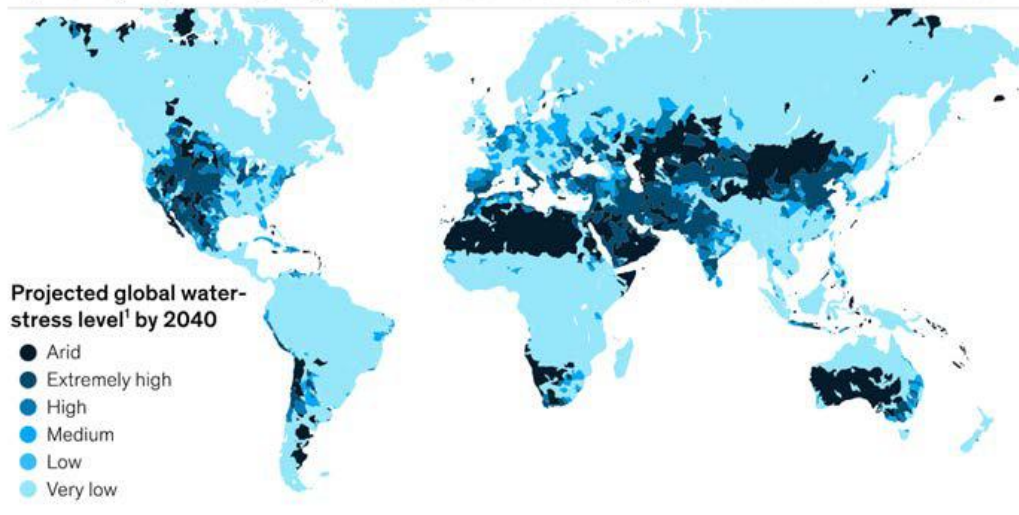 Projected global water-
stress level¹ by 2040
Arid
Extremely high
High
Medium
Low
Very low